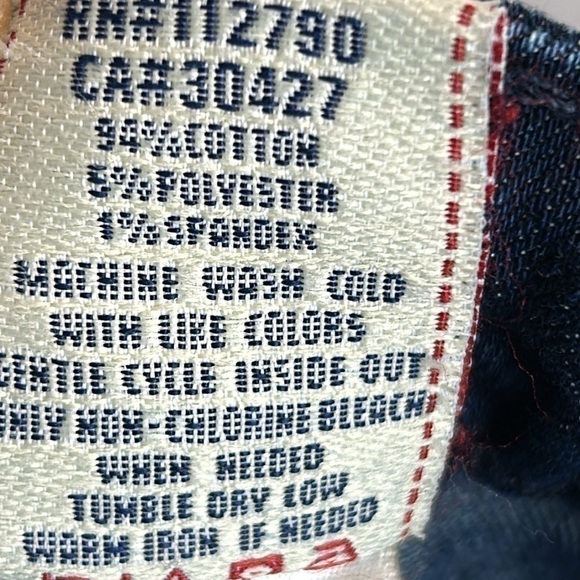 RN#112790
CA#30427
94%COTTON
5%POLYESTER
1%SPANDEX
MACHINE WASH COLD
WITH LIKE COLORS
GENTLE CYCLE INSIDE OUT
ONLY NON-CHLORINE BLEACH
WHEN NEEDED
TUMBLE DRY LOW
WARM IRON IF NEEDED